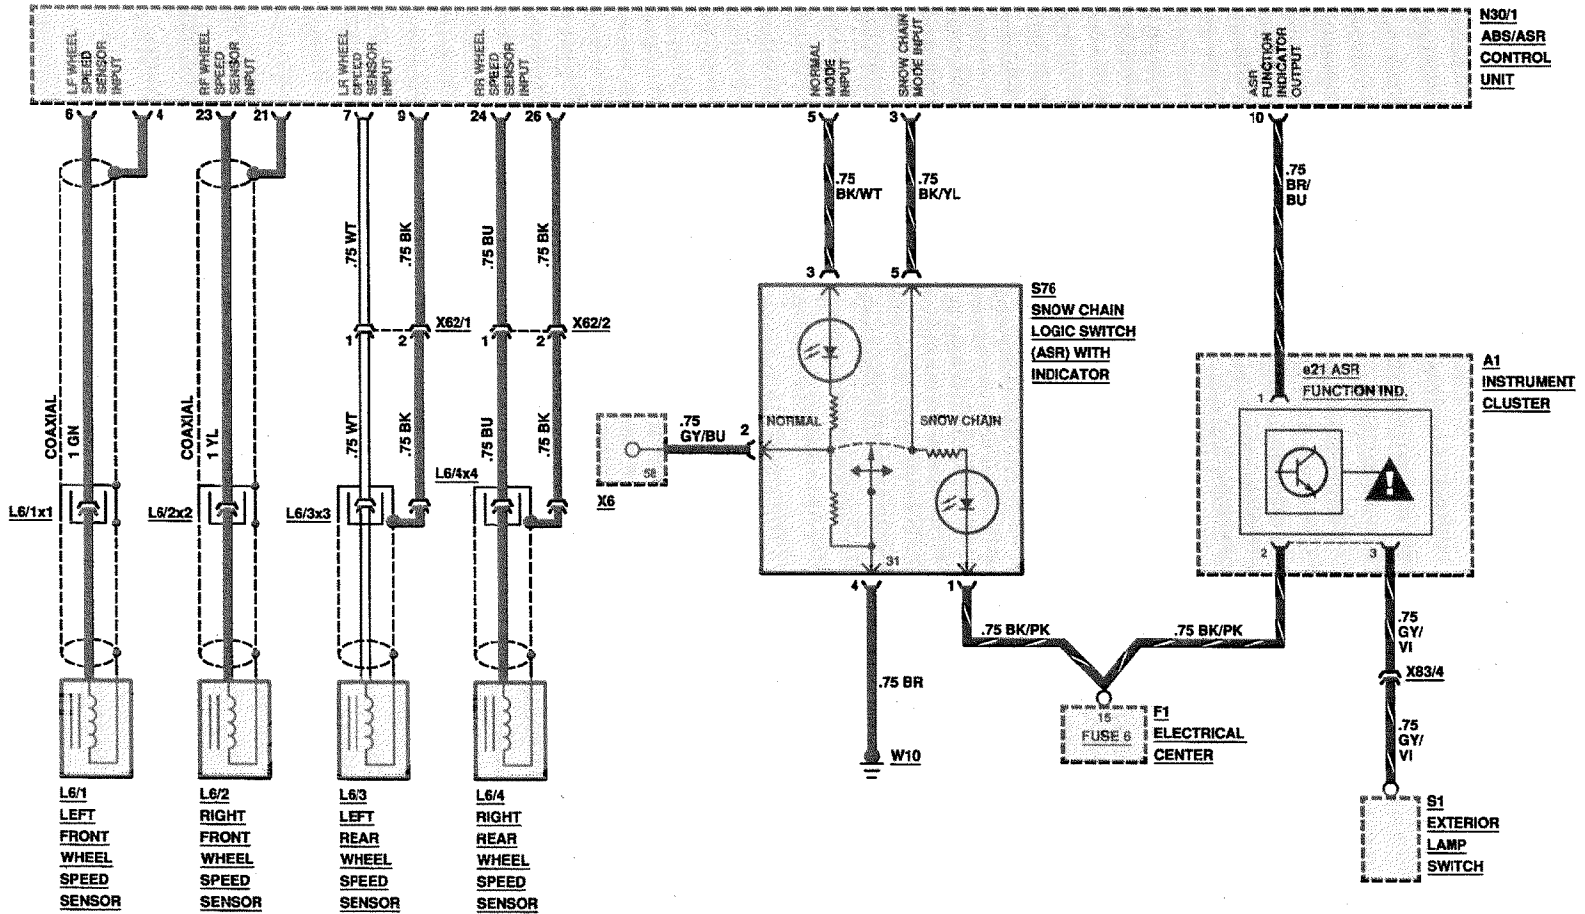 N30/1
ABS/ASR
CONTROL
UNIT
LF WHEEL
SPEED
SENSOR
INPUT
RF WHEEL
SPEED
SENSOR
INPUT
LR WHEEL
SPEED
SENSOR
INPUT
RR WHEEL
SPEED
SENSOR
INPUT
NORMAL
MODE
INPUT
SNOW CHAIN
MODE INPUT
ASR
FUNCTION
INDICATOR
OUTPUT
6
4
23
21
7
9
24
26
5
3
10
.75
BK/WT
.75
BK/YL
.75
BR/
BU
.75 WT
.75 BK
.75 BU
.75 BK
3
5
S76
SNOW CHAIN
LOGIC SWITCH
(ASR) WITH
INDICATOR
X62/1
X62/2
1
2
1
2
A1
INSTRUMENT
CLUSTER
e21 ASR
FUNCTION IND.
1
COAXIAL
1 GN
COAXIAL
1 YL
.75 WT
.75 BK
.75 BU
.75 BK
.75
GY/BU
2
NORMAL
SNOW CHAIN
58
X6
L6/4x4
L6/1x1
L6/2x2
L6/3x3
!
31
2
3
4
1
.75 BK/PK
.75 BK/PK
.75
GY/
VI
X83/4
.75 BR
W10
15
FUSE 6
F1
ELECTRICAL
CENTER
.75
GY/
VI
S1
EXTERIOR
LAMP
SWITCH
L6/1
LEFT
FRONT
WHEEL
SPEED
SENSOR
L6/2
RIGHT
FRONT
WHEEL
SPEED
SENSOR
L6/3
LEFT
REAR
WHEEL
SPEED
SENSOR
L6/4
RIGHT
REAR
WHEEL
SPEED
SENSOR